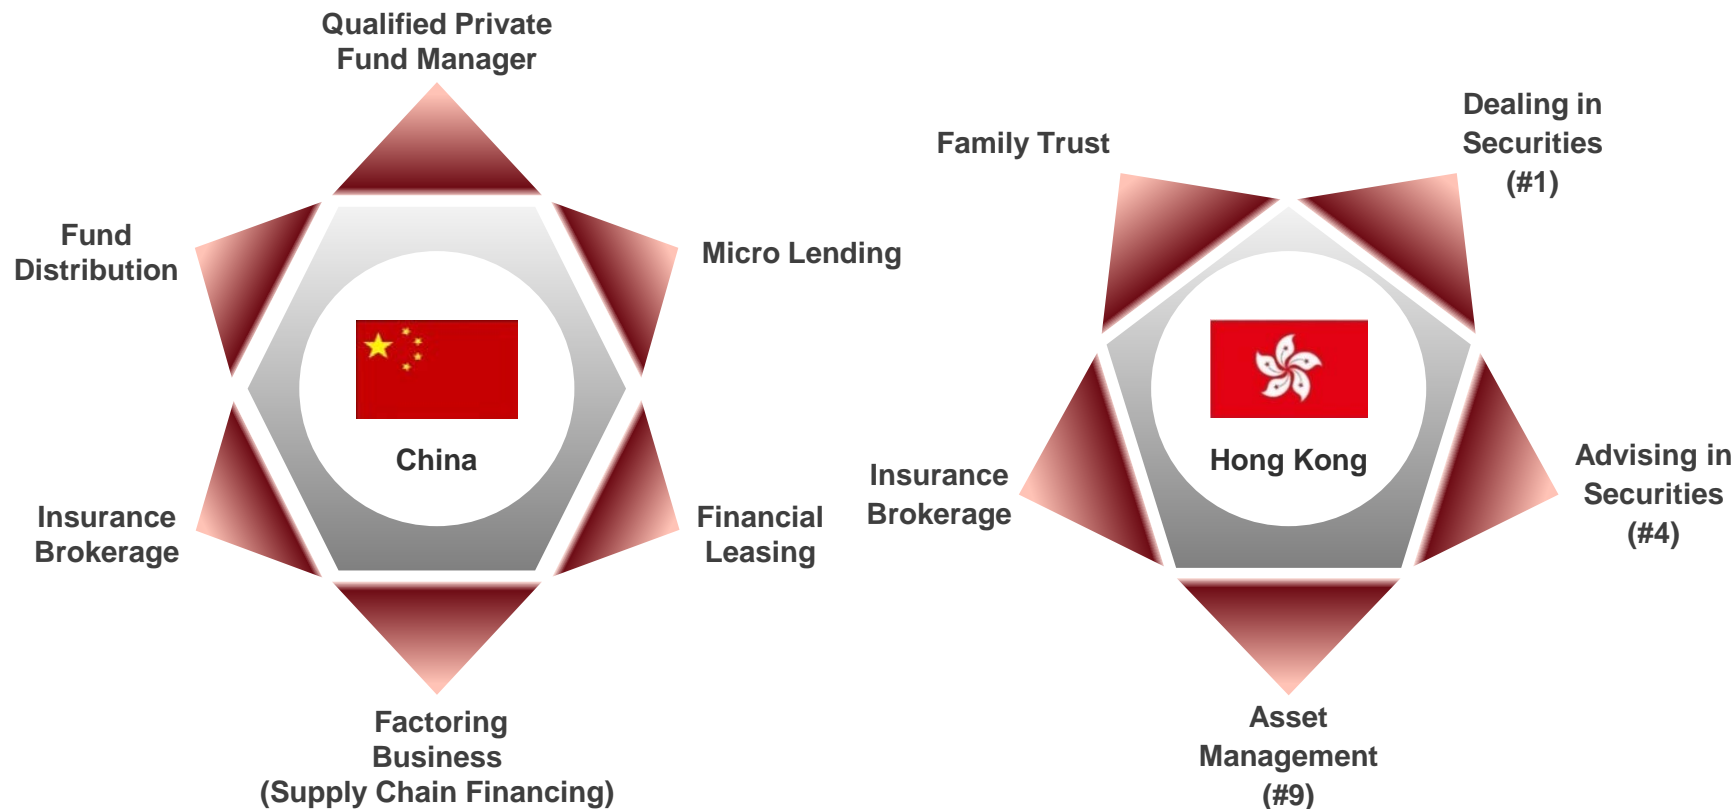 Qualified Private
Fund Manager
Fund
Distribution
Micro Lending
China
Insurance
Brokerage
Financial
Leasing
Factoring
Business
(Supply Chain Financing)
Family Trust
Dealing in
Securities
(#1)
Hong Kong
Insurance
Brokerage
Advising in
Securities
(#4)
Asset
Management
(#9)